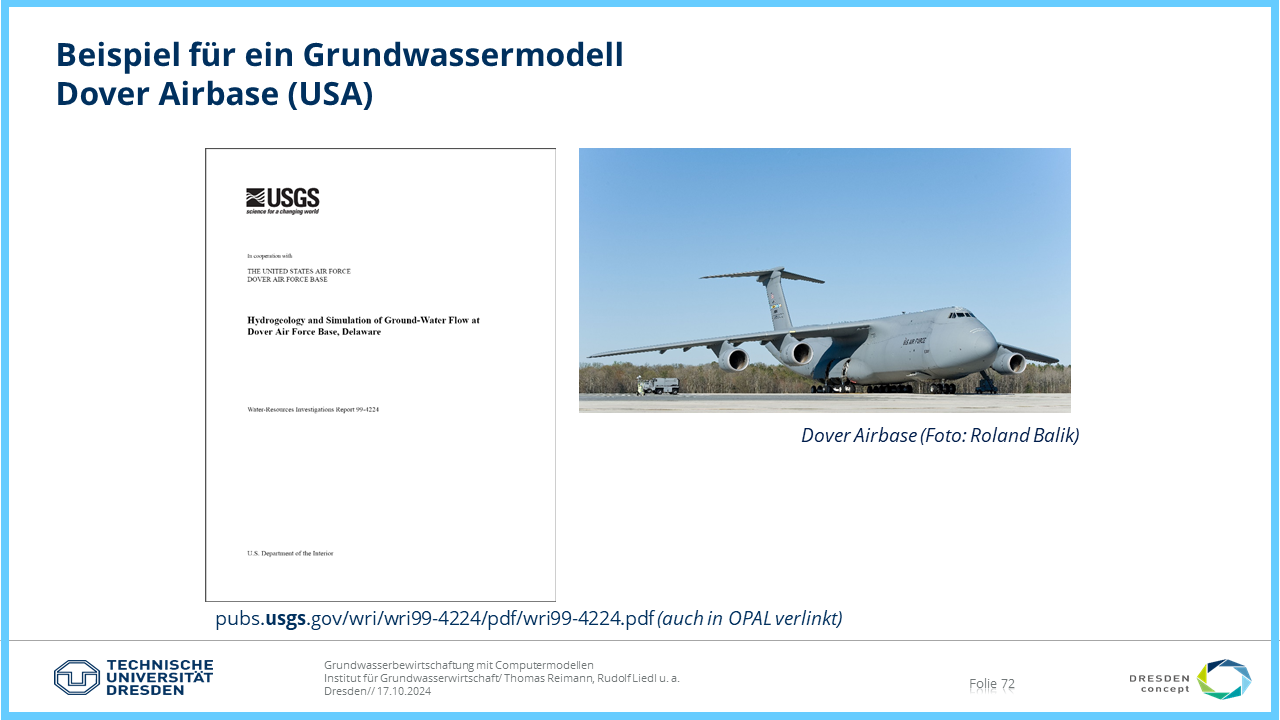 Beispiel für ein Grundwassermodell
Dover Airbase (USA)
USGS
science for a changing world
In cooperation with
THE UNITED STATES AIR FORCE
DOVER AIR FORCE BASE
Hydrogeology and Simulation of Ground-Water Flow at
Dover Air Force Base, Delaware
Water-Resources Investigations Report 99-4224
U.S. Department of the Interior
U.S. AIR FORCE
Dover Airbase (Foto: Roland Balik)
pubs.usgs.gov/wri/wri99-4224/pdf/wri99-4224.pdf (auch in OPAL verlinkt)
TECHNISCHE
UNIVERSITÄT
DRESDEN
Grundwasserbewirtschaftung mit Computermodellen
Institut für Grundwasserwirtschaft/ Thomas Reimann, Rudolf Liedl u. a.
Dresden// 17.10.2024
Folie 72
DRESDEN
concept